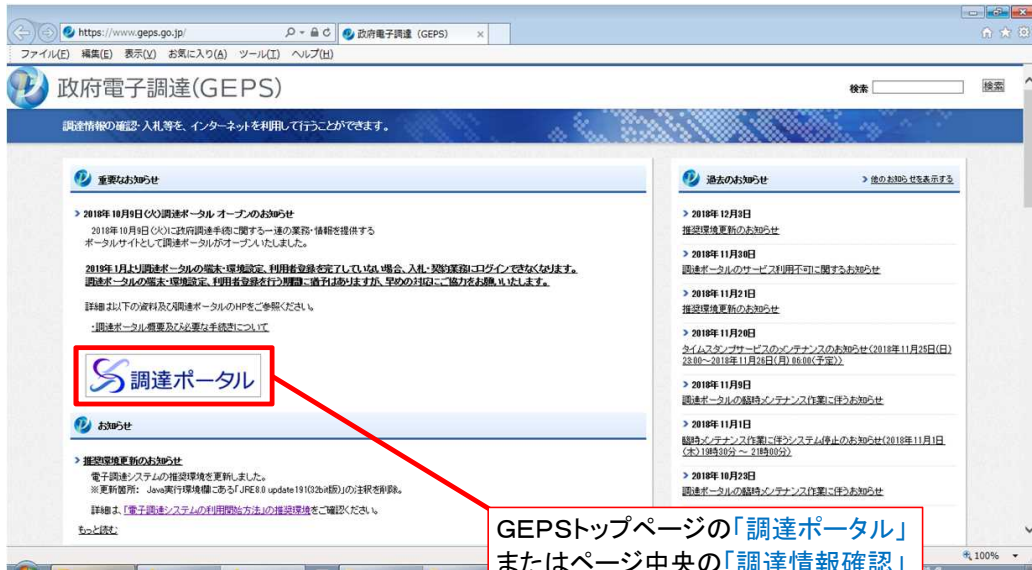 https://www.geps.go.jp/
政府電子調達 (GEPS)
ファイル(F) 編集(E) 表示(V) お気に入り(A) ツール(T) ヘルプ(H)
政府電子調達(GEPS)
検索
検索
調達情報の確認・入札等を、インターネットを利用して行うことができます。
重要なお知らせ
2018年10月9日(火)調達ポータル オープンのお知らせ
2018年10月9日(火)に政府調達手続に関する一連の業務・情報を提供する
ポータルサイトとして調達ポータルがオープンいたしました。
2019年1月より調達ポータルの端末・環境設定、利用者登録を完了していない場合、入札・契約業務にログインできなくなります。
調達ポータルの端末・環境設定、利用者登録を行う期間に猶予はありますが、早めの対応にご協力をお願いいたします。
詳細は以下の資料及び調達ポータルのHPをご参照ください。
・調達ポータル概要及び必要な手続きについて
調達ポータル
お知らせ
推奨環境更新のお知らせ
電子調達システムの推奨環境を更新しました。
※更新箇所: Java実行環境欄にある「JRE8.0 update191(32bit版)」の注釈を削除。
詳細は、「電子調達システムの利用開始方法」の推奨環境をご確認ください。
もっと読む
過去のお知らせ
他のお知らせを表示する
2018年12月3日
推奨環境更新のお知らせ
2018年11月30日
調達ポータルのサービス利用不可に関するお知らせ
2018年11月21日
推奨環境更新のお知らせ
2018年11月20日
タイムスタンプサービスのメンテナンスのお知らせ(2018年11月25日(日)
23:00~2018年11月26日(月) 06:00(予定))
2018年11月9日
調達ポータルの臨時メンテナンス作業に伴うお知らせ
2018年11月1日
臨時メンテナンス作業に伴うシステム停止のお知らせ(2018年11月1日
(木)19時30分 ~ 21時00分)
2018年10月23日
調達ポータルの臨時メンテナンス作業に伴うお知らせ
GEPSトップページの「調達ポータル」
またはページ中央の「調達情報確認」
100%